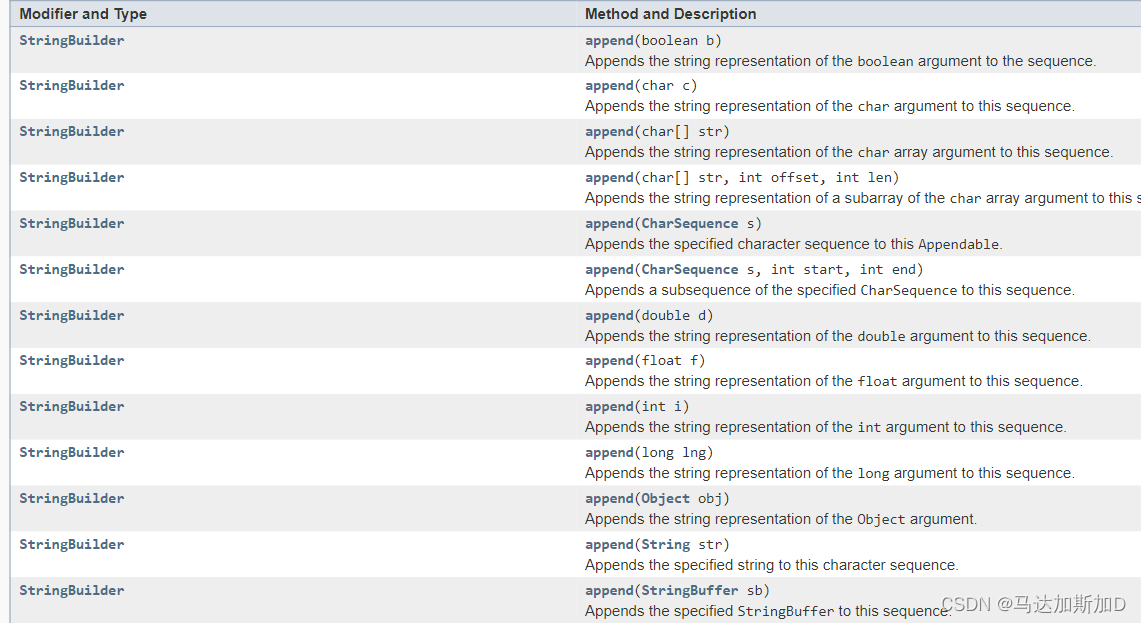 Modifier and Type Method and Description
StringBuilder append(boolean b)
Appends the string representation of the boolean argument to the sequence.
StringBuilder append(char c)
Appends the string representation of the char argument to this sequence.
StringBuilder append(char[] str)
Appends the string representation of the char array argument to this sequence.
StringBuilder append(char[] str, int offset, int len)
Appends the string representation of a subarray of the char array argument to this s
StringBuilder append(CharSequence s)
Appends the specified character sequence to this Appendable.
StringBuilder append(CharSequence s, int start, int end)
Appends a subsequence of the specified CharSequence to this sequence.
StringBuilder append(double d)
Appends the string representation of the double argument to this sequence.
StringBuilder append(float f)
Appends the string representation of the float argument to this sequence.
StringBuilder append(int i)
Appends the string representation of the int argument to this sequence.
StringBuilder append(long lng)
Appends the string representation of the long argument to this sequence.
StringBuilder append(Object obj)
Appends the string representation of the Object argument.
StringBuilder append(String str)
Appends the specified string to this character sequence.
StringBuilder append(StringBuffer sb)
Appends the specified StringBuffer to this sequence.
CSDN @马达加斯加D